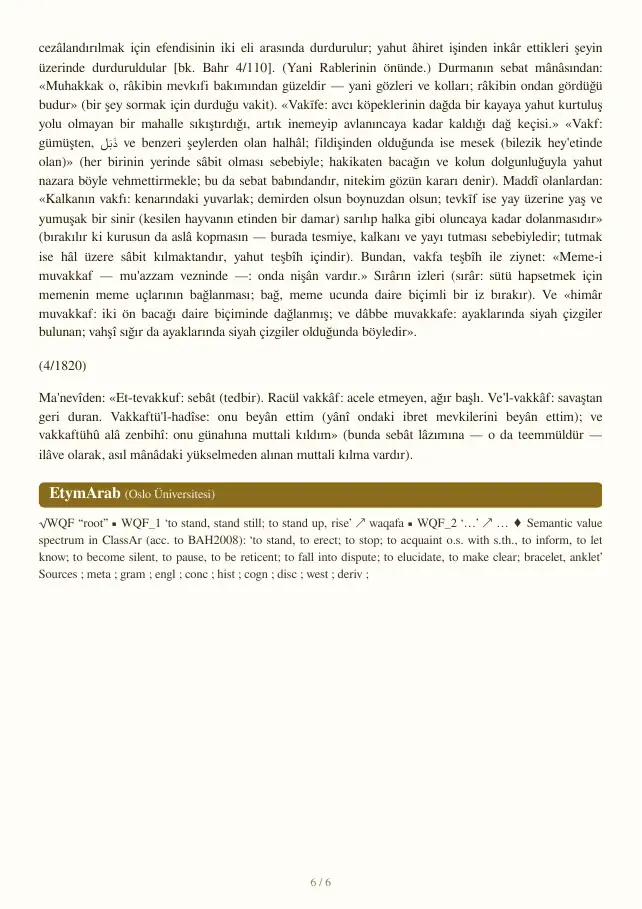 cezâlandırılmak için efendisinin iki eli arasında durdurulur; yahut âhiret işinden inkâr ettikleri şeyin
üzerinde durduruldular [bk. Bahr 4/110]. (Yani Rablerinin önünde.) Durmanın sebat mânâsından:
«Muhakkak o, râkibin mevkıfi bakımından güzeldir — yani gözleri ve kolları; râkibin ondan gördüğü
budur» (bir şey sormak için durduğu vakit). «Vakīfe: avcı köpeklerinin dağda bir kayaya yahut kurtuluş
yolu olmayan bir mahalle sıkıştırdığı, artık inemeyip avlanıncaya kadar kaldığı dağ keçisi.» «Vakf:
gümüşten, ذَبْل ve benzeri şeylerden olan halhâl; fildişinden olduğunda ise mesek (bilezik hey'etinde
olan)» (her birinin yerinde sâbit olması sebebiyle; hakikaten bacağın ve kolun dolgunluğuyla yahut
nazara böyle vehmettirmekle; bu da sebat babındandır, nitekim gözün kararı denir). Maddî olanlardan:
«Kalkanın vakfı: kenarındaki yuvarlak; demirden olsun boynuzdan olsun; tevkīf ise yay üzerine yaş ve
yumuşak bir sinir (kesilen hayvanın etinden bir damar) sarılıp halka gibi oluncaya kadar dolanmasıdır»
(bırakılır ki kurusun da aslâ kopmasın — burada tesmiye, kalkanı ve yayı tutması sebebiyledir; tutmak
ise hâl üzere sâbit kılmaktandır, yahut teşbîh içindir). Bundan, vakfa teşbîh ile ziynet: «Meme-i
muvakkaf — mu'azzam vezninde —: onda nişân vardır.» Sırârın izleri (sırâr: sütü hapsetmek için
memenin meme uçlarının bağlanması; bağ, meme ucunda daire biçimli bir iz bırakır). Ve «himâr
muvakkaf: iki ön bacağı daire biçiminde dağlanmış; ve dâbbe muvakkafe: ayaklarında siyah çizgiler
bulunan; vahşî sığır da ayaklarında siyah çizgiler olduğunda böyledir».
(4/1820)
Ma'nevîden: «Et-tevakkuf: sebât (tedbir). Racül vakkâf: acele etmeyen, ağır başlı. Ve'l-vakkâf: savaştan
geri duran. Vakkaftü'l-hadîse: onu beyân ettim (yânî ondaki ibret mevkilerini beyân ettim); ve
vakkaftühû alâ zenbihî: onu günahına muttali kıldım» (bunda sebât lâzımına — o da teemmüldür —
ilâve olarak, asıl mânâdaki yükselmeden alınan muttali kılma vardır).
EtymArab (Oslo Üniversitesi)
√WQF “root” ▪ WQF_1 ‘to stand, stand still; to stand up, rise’ ↗ waqafa ▪ WQF_2 ‘…’ ↗ … ♦ Semantic value
spectrum in ClassAr (acc. to BAH2008): ‘to stand, to erect; to stop; to acquaint o.s. with s.th., to inform, to let
know; to become silent, to pause, to be reticent; to fall into dispute; to elucidate, to make clear; bracelet, anklet’
Sources ; meta ; gram ; engl ; conc ; hist ; cogn ; disc ; west ; deriv ;
6 / 6